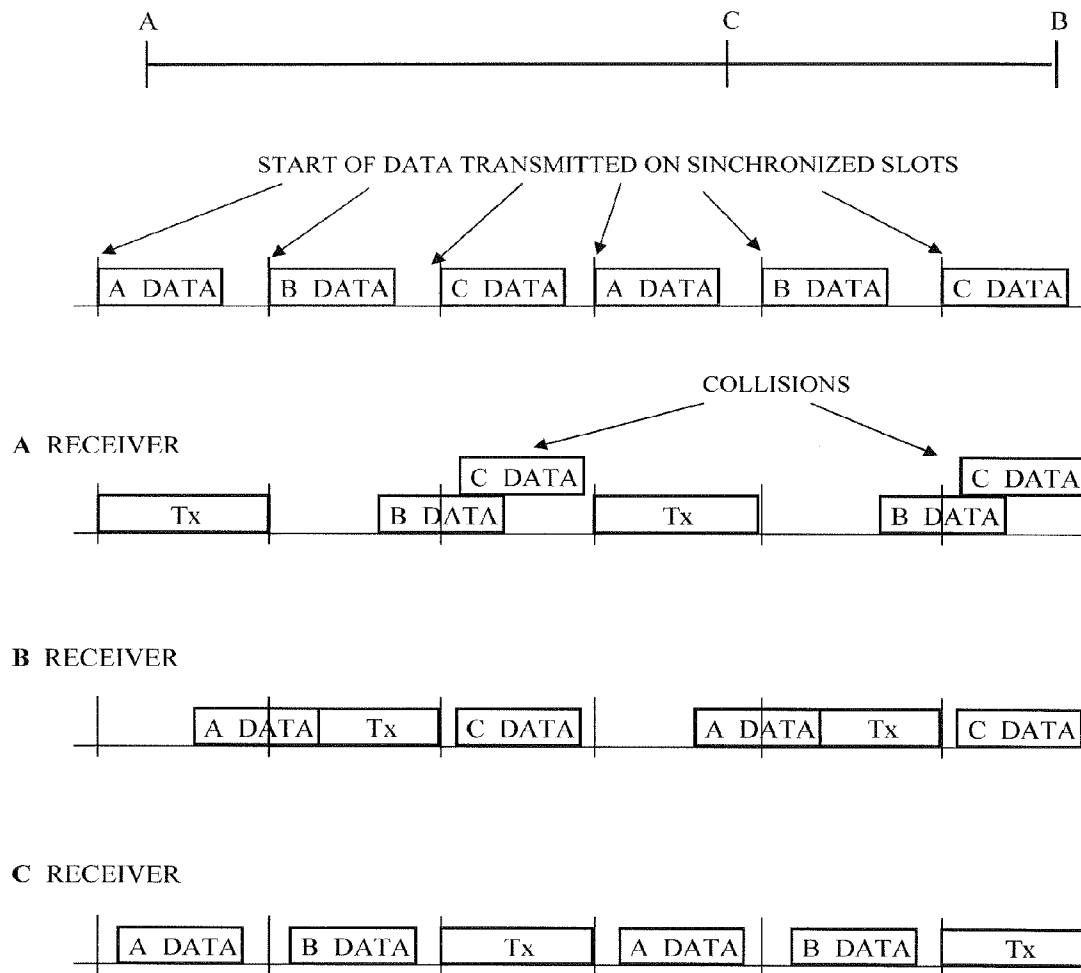 A C B
START OF DATA TRANSMITTED ON SINCHRONIZED SLOTS
A DATA B DATA C DATA A DATA B DATA C DATA
COLLISIONS
A RECEIVER
C DATA C DATA
Tx B DATA Tx B DATA
B RECEIVER
A DATA Tx C DATA A DATA Tx C DATA
C RECEIVER
A DATA B DATA Tx A DATA B DATA Tx